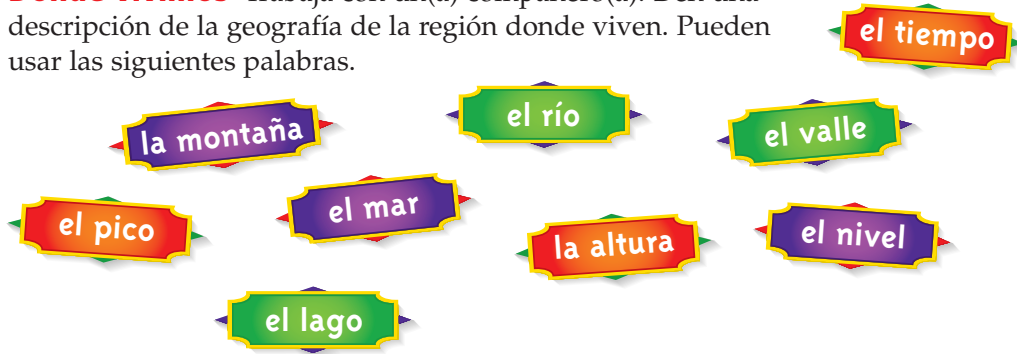 descripción de la geografía de la región donde viven. Pueden
usar las siguientes palabras.
el tiempo
la montaña
el río
el valle
el pico
el mar
la altura
el nivel
el lago